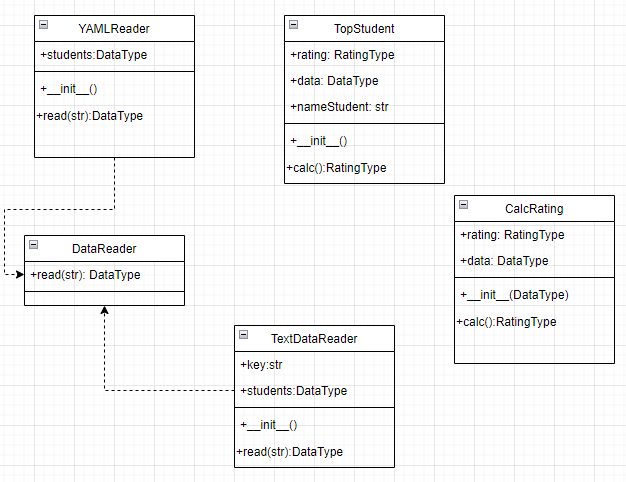 YAMLReader
+students:DataType
+__init__()
+read(str):DataType
TopStudent
+rating: RatingType
+data: DataType
+nameStudent: str
+__init__()
+calc():RatingType
CalcRating
+rating: RatingType
+data: DataType
+__init__(DataType)
+calc():RatingType
DataReader
+read(str): DataType
TextDataReader
+key:str
+students:DataType
+__init__()
+read(str):DataType